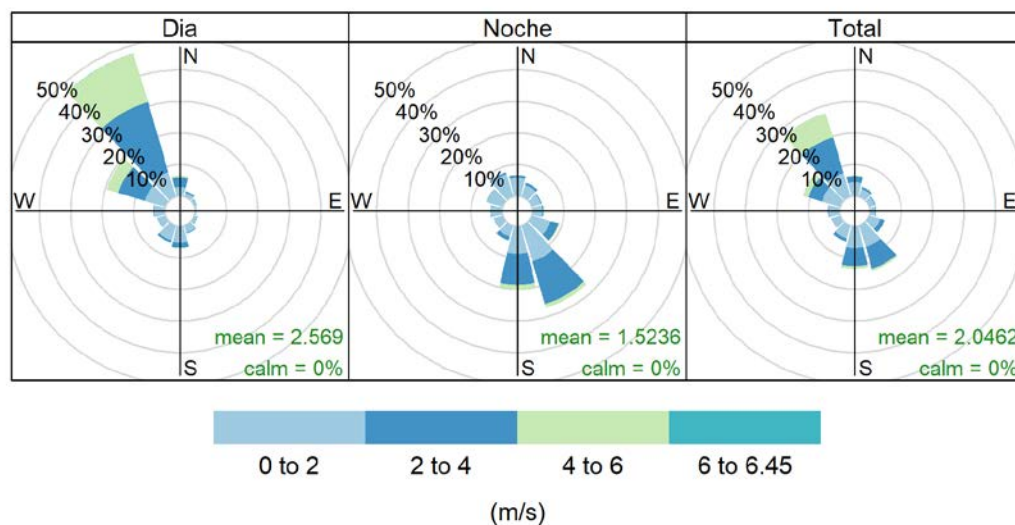 Dia
N
50%
40%
30%
20%
10%
W
E
mean = 2.569
S
calm = 0%
Noche
N
50%
40%
30%
20%
10%
W
E
mean = 1.5236
S
calm = 0%
Total
N
50%
40%
30%
20%
10%
W
E
mean = 2.0462
S
calm = 0%
0 to 2
2 to 4
4 to 6
6 to 6.45
(m/s)